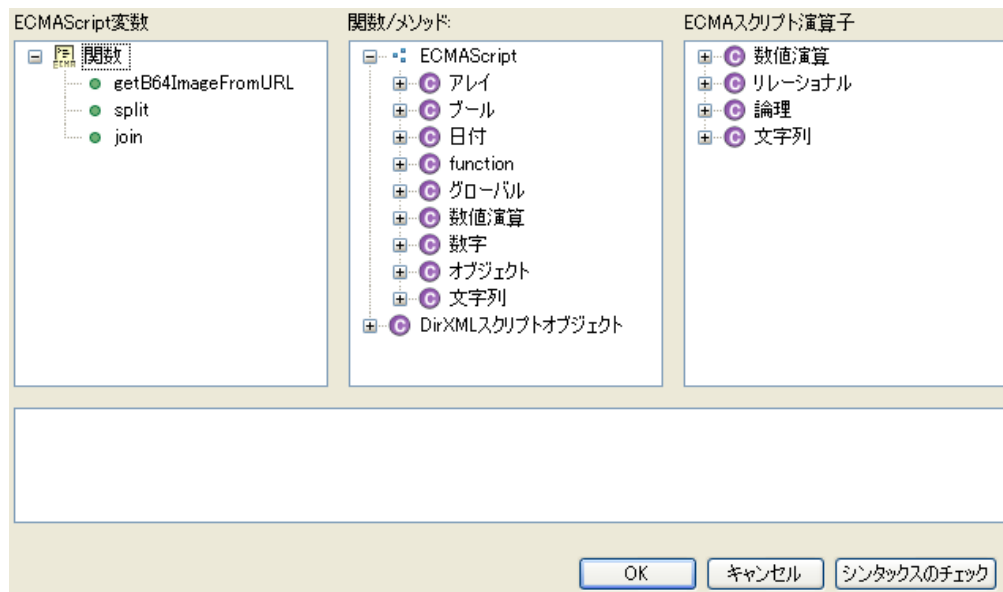 ECMAScript変数
関数
getB64ImageFromURL
split
join
関数/メソッド:
ECMAScript
アレイ
ブール
日付
function
グローバル
数値演算
数字
オブジェクト
文字列
DirXMLスクリプトオブジェクト
ECMAスクリプト演算子
数値演算
リレーショナル
論理
文字列
OK
キャンセル
シンタックスのチェック